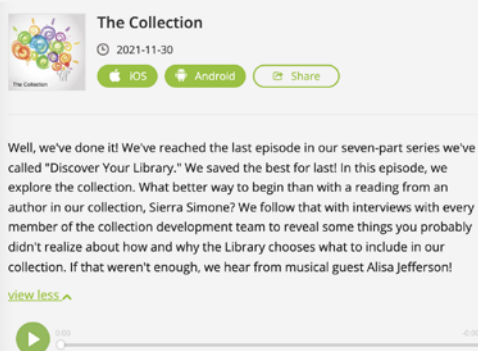 The Collection
2021-11-30
iOS Android Share
The Collection
Well, we've done it! We've reached the last episode in our seven-part series we've
called "Discover Your Library." We saved the best for last! In this episode, we
explore the collection. What better way to begin than with a reading from an
author in our collection, Sierra Simone? We follow that with interviews with every
member of the collection development team to reveal some things you probably
didn't realize about how and why the Library chooses what to include in our
collection. If that weren't enough, we hear from musical guest Alisa Jefferson!
view less
0:00 -0:00